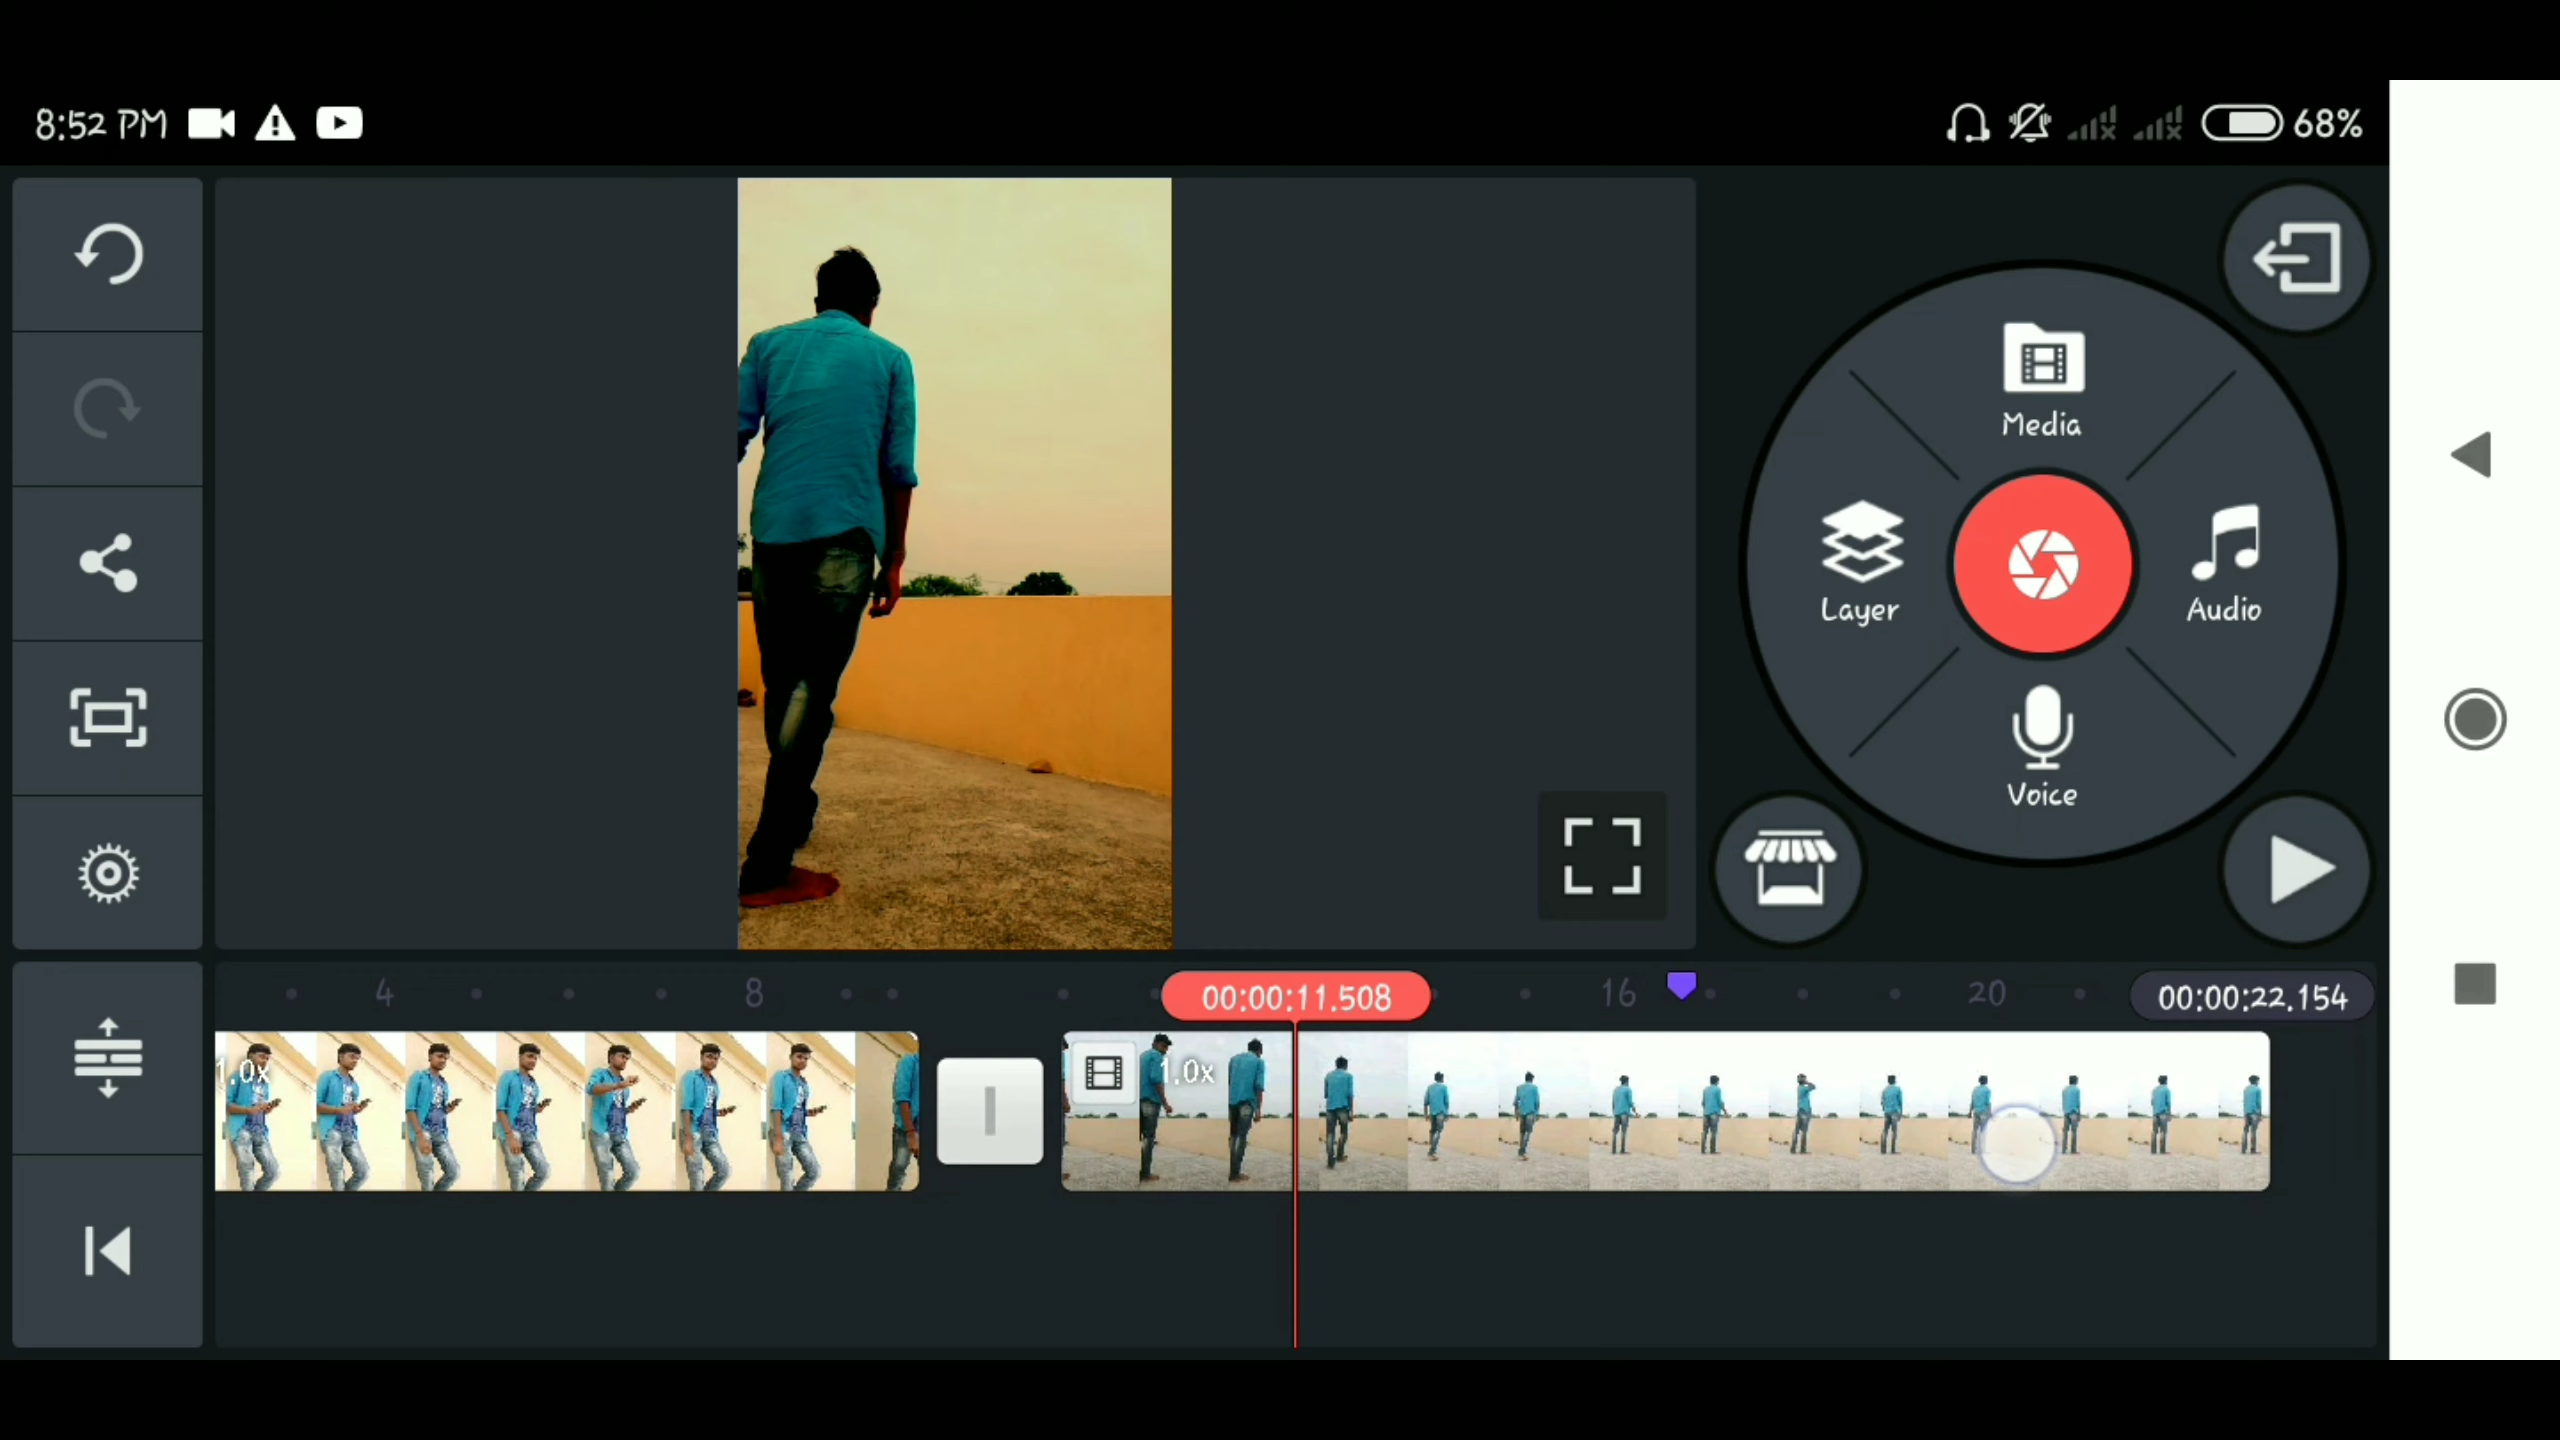 8:52 PM
68%
Media
Layer
Audio
Voice
4
8
00:00:11.508
16
20
00:00:22.154
1.0x
1.0x